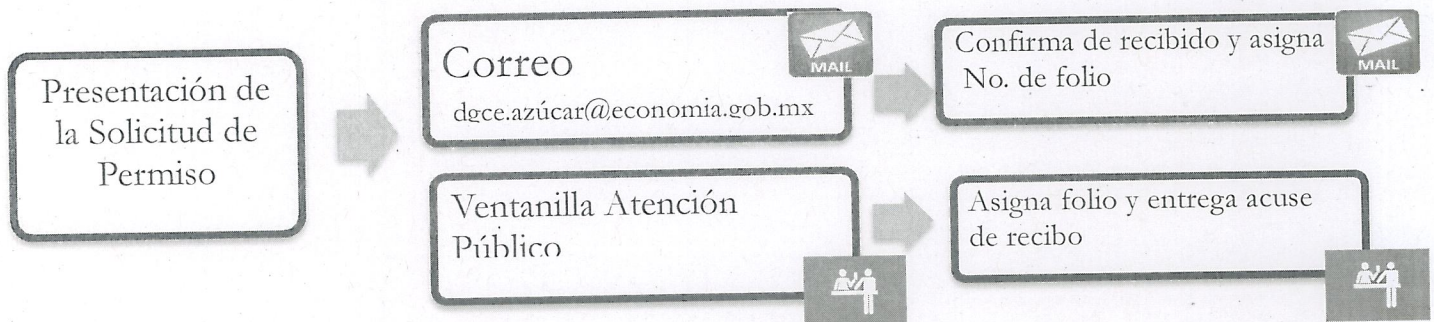 Presentación de
la Solicitud de
Permiso
Correo
MAIL
dgce.azúcar@economia.gob.mx
Confirma de recibido y asigna
No. de folio
MAIL
Ventanilla Atención
Público
Asigna folio y entrega acuse
de recibo